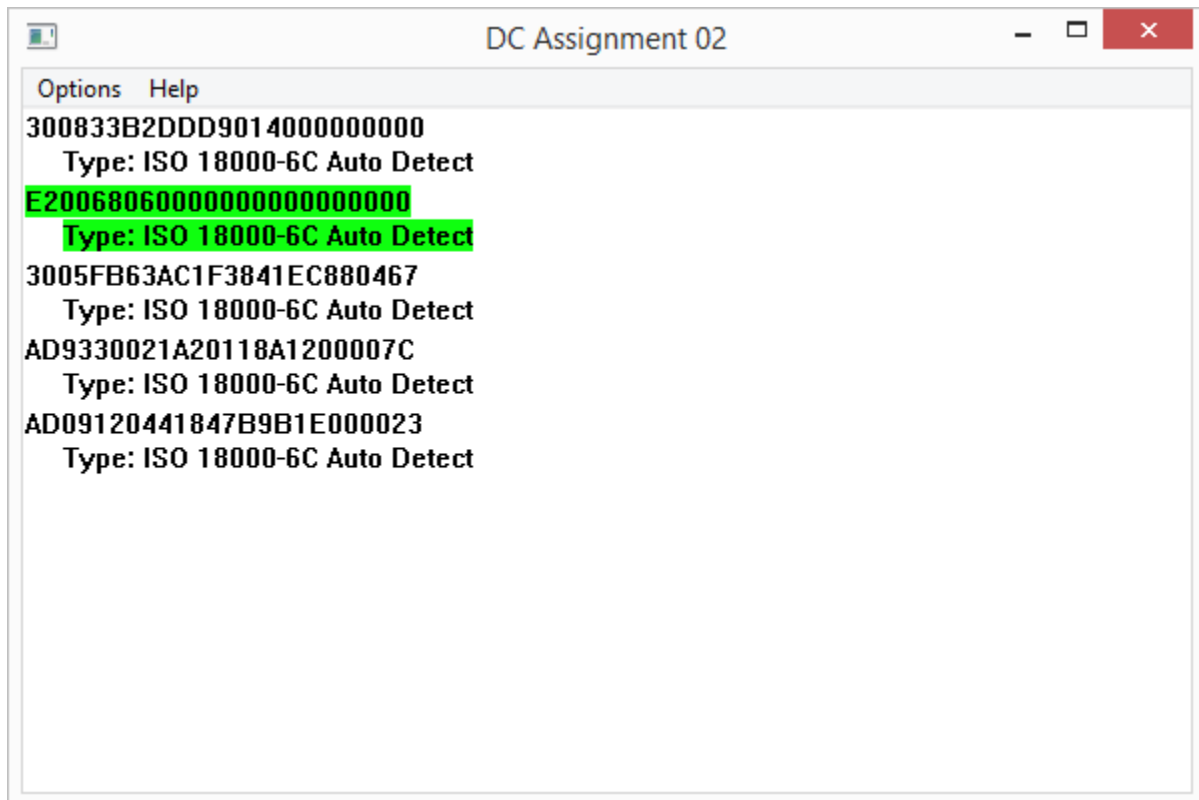 DC Assignment 02
Options Help
300833B2DDD9014000000000
Type: ISO 18000-6C Auto Detect
E20068060000000000000000
Type: ISO 18000-6C Auto Detect
3005FB63AC1F3841EC880467
Type: ISO 18000-6C Auto Detect
AD9330021A20118A1200007C
Type: ISO 18000-6C Auto Detect
AD09120441847B9B1E000023
Type: ISO 18000-6C Auto Detect